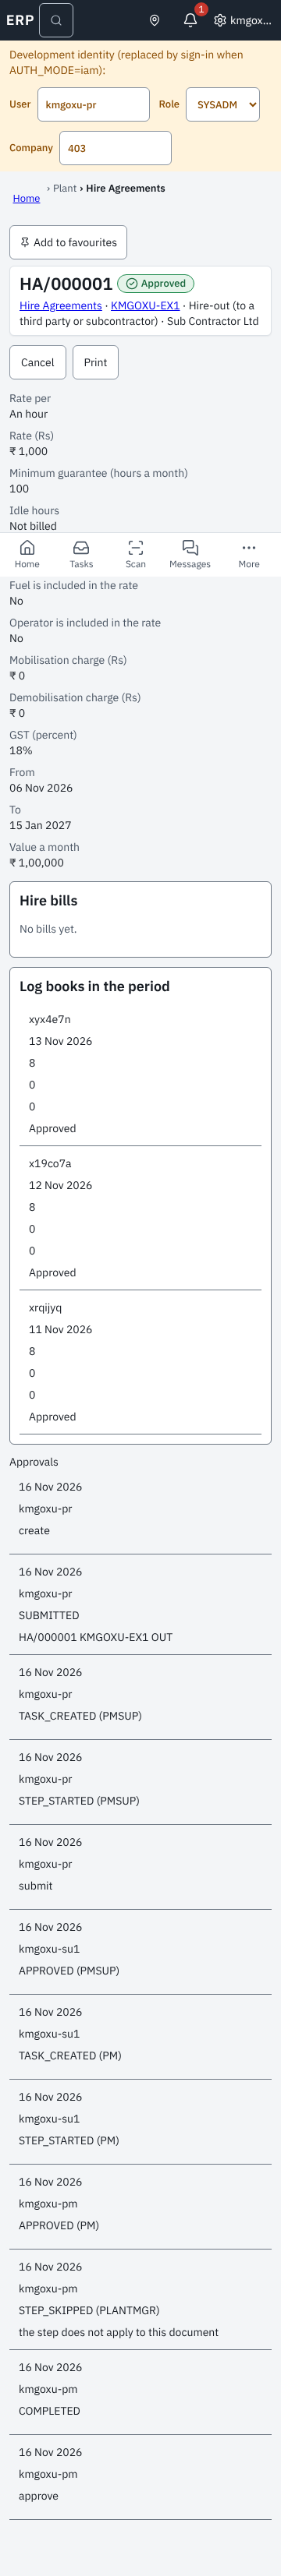 ERP
1
kmgox...
Development identity (replaced by sign-in when
AUTH_MODE=iam):
User kmgoxu-pr Role SYSADM
Company 403
Home › Plant › Hire Agreements
Add to favourites
HA/000001 Approved
Hire Agreements · KMGOXU-EX1 · Hire-out (to a
third party or subcontractor) · Sub Contractor Ltd
Cancel Print
Rate per
An hour
Rate (Rs)
₹ 1,000
Minimum guarantee (hours a month)
100
Idle hours
Not billed
Home Tasks Scan Messages More
Fuel is included in the rate
No
Operator is included in the rate
No
Mobilisation charge (Rs)
₹ 0
Demobilisation charge (Rs)
₹ 0
GST (percent)
18%
From
06 Nov 2026
To
15 Jan 2027
Value a month
₹ 1,00,000
Hire bills
No bills yet.
Log books in the period
xyx4e7n
13 Nov 2026
8
0
0
Approved
x19co7a
12 Nov 2026
8
0
0
Approved
xrqijyq
11 Nov 2026
8
0
0
Approved
Approvals
16 Nov 2026
kmgoxu-pr
create
16 Nov 2026
kmgoxu-pr
SUBMITTED
HA/000001 KMGOXU-EX1 OUT
16 Nov 2026
kmgoxu-pr
TASK_CREATED (PMSUP)
16 Nov 2026
kmgoxu-pr
STEP_STARTED (PMSUP)
16 Nov 2026
kmgoxu-pr
submit
16 Nov 2026
kmgoxu-su1
APPROVED (PMSUP)
16 Nov 2026
kmgoxu-su1
TASK_CREATED (PM)
16 Nov 2026
kmgoxu-su1
STEP_STARTED (PM)
16 Nov 2026
kmgoxu-pm
APPROVED (PM)
16 Nov 2026
kmgoxu-pm
STEP_SKIPPED (PLANTMGR)
the step does not apply to this document
16 Nov 2026
kmgoxu-pm
COMPLETED
16 Nov 2026
kmgoxu-pm
approve